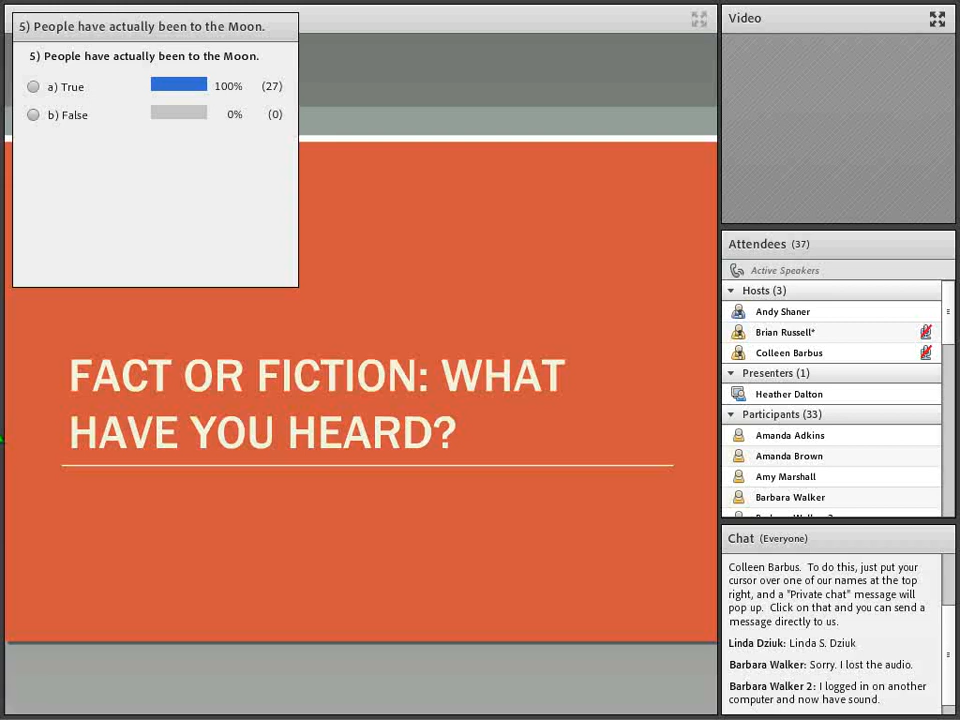 5) People have actually been to the Moon.
5) People have actually been to the Moon.
a) True 100% (27)
b) False 0% (0)
FACT OR FICTION: WHAT
HAVE YOU HEARD?
Video
Attendees (37)
Active Speakers
Hosts (3)
Andy Shaner
Brian Russell*
Colleen Barbus
Presenters (1)
Heather Dalton
Participants (33)
Amanda Adkins
Amanda Brown
Amy Marshall
Barbara Walker
Chat (Everyone)
Colleen Barbus. To do this, just put your
cursor over one of our names at the top
right, and a "Private chat" message will
pop up. Click on that and you can send a
message directly to us.
Linda Dziuk: Linda S. Dziuk
Barbara Walker: Sorry. I lost the audio.
Barbara Walker 2: I logged in on another
computer and now have sound.